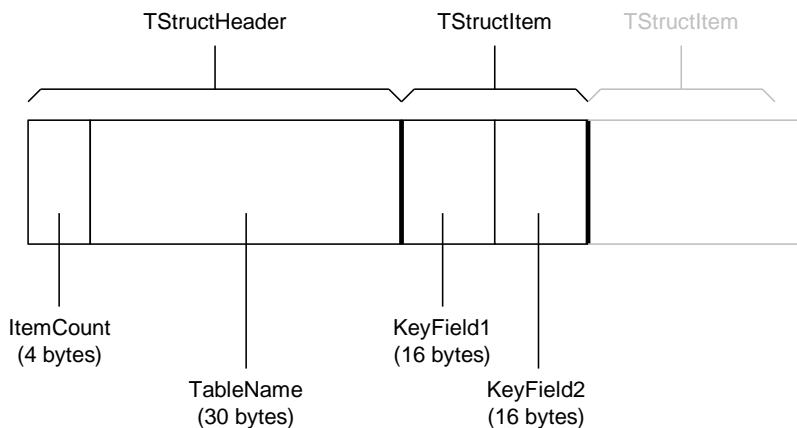 TStructHeader
TStructItem
TStructItem
ItemCount
(4 bytes)
TableName
(30 bytes)
KeyField1
(16 bytes)
KeyField2
(16 bytes)